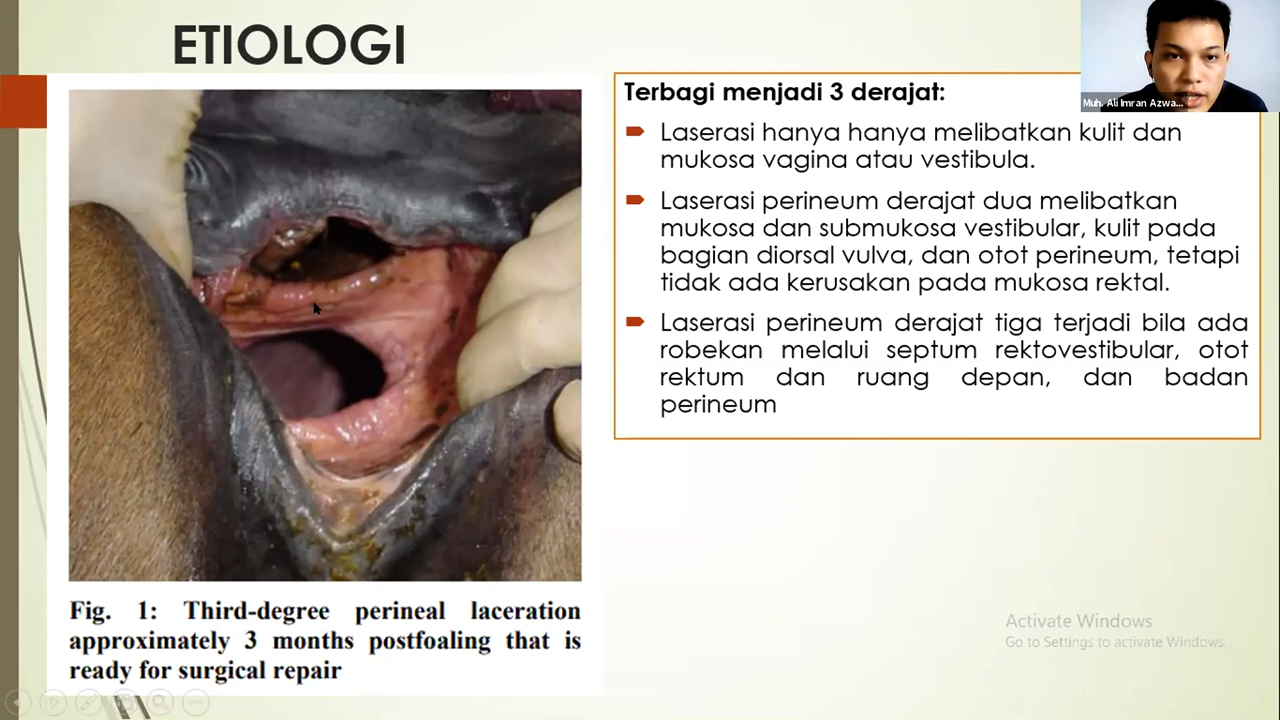 ETIOLOGI
Muh. Ali Imran Azwa...
Terbagi menjadi 3 derajat:
Laserasi hanya hanya melibatkan kulit dan
mukosa vagina atau vestibula.
Laserasi perineum derajat dua melibatkan
mukosa dan submukosa vestibular, kulit pada
bagian diorsal vulva, dan otot perineum, tetapi
tidak ada kerusakan pada mukosa rektal.
Laserasi perineum derajat tiga terjadi bila ada
robekan melalui septum rektovestibular, otot
rektum dan ruang depan, dan badan
perineum
Fig. 1: Third-degree perineal laceration
approximately 3 months postfoaling that is
ready for surgical repair
Activate Windows
Go to Settings to activate Windows.